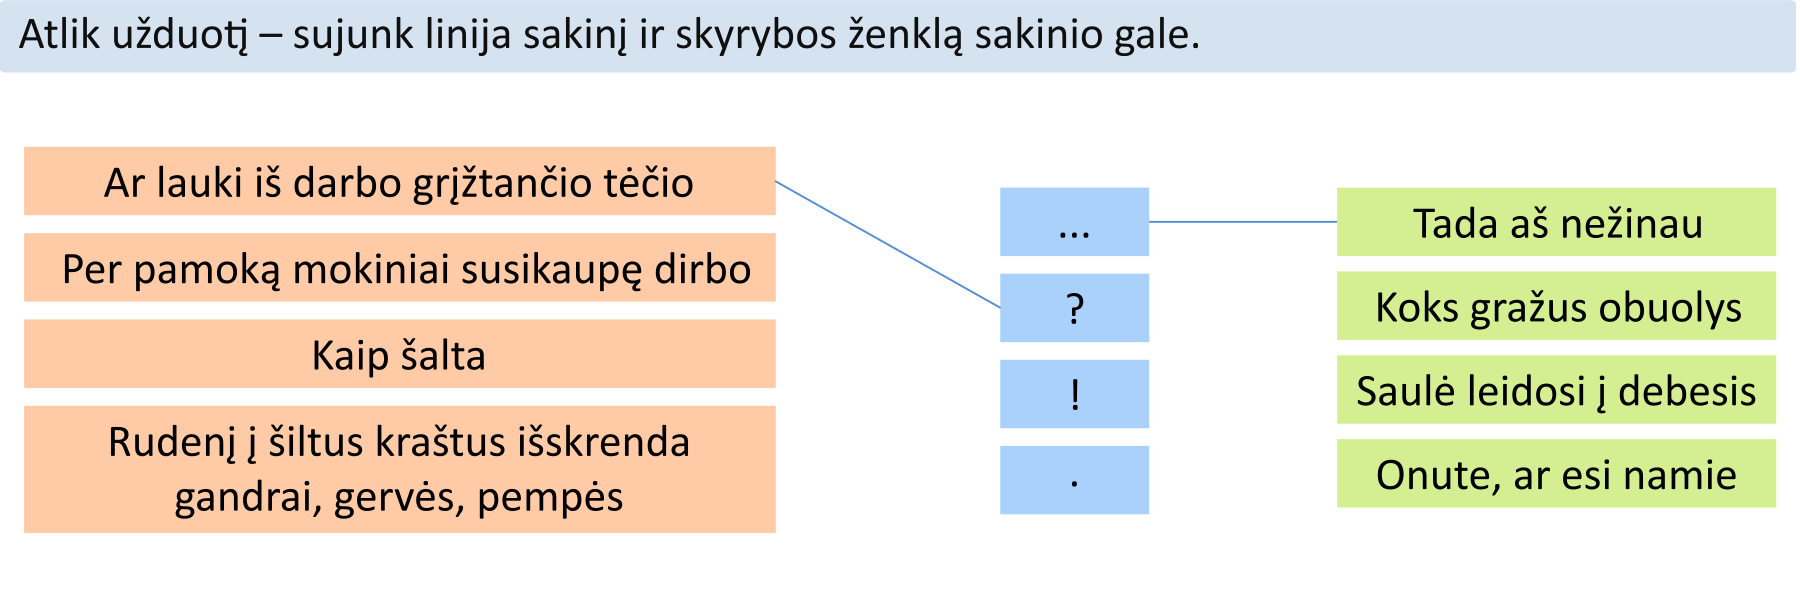 Atlik užduotį – sujunk linija sakinį ir skyrybos ženklą sakinio gale.
Ar lauki iš darbo grįžtančio tėčio
Per pamoką mokiniai susikaupę dirbo
Kaip šalta
Rudenį į šiltus kraštus išskrenda
gandrai, gervės, pempės
...
?
!
.
Tada aš nežinau
Koks gražus obuolys
Saulė leidosi į debesis
Onute, ar esi namie